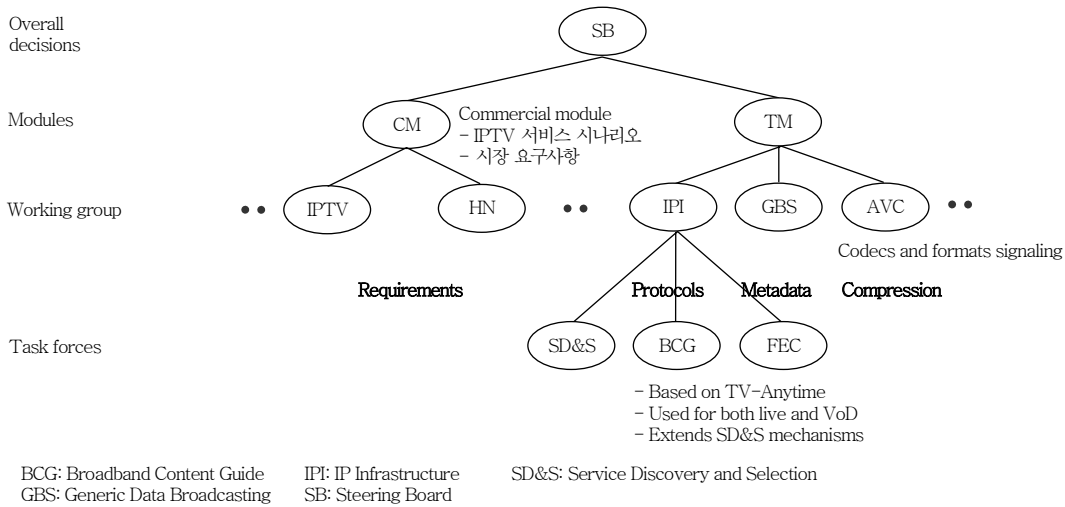 Overall
decisions
SB
Modules
CM
Commercial module
- IPTV 서비스 시나리오
- 시장 요구사항
TM
Working group
IPTV
HN
IPI
GBS
AVC
Codecs and formats signaling
Requirements
Protocols
Metadata
Compression
Task forces
SD&S
BCG
FEC
- Based on TV-Anytime
- Used for both live and VoD
- Extends SD&S mechanisms
BCG: Broadband Content Guide
IPI: IP Infrastructure
SD&S: Service Discovery and Selection
GBS: Generic Data Broadcasting
SB: Steering Board